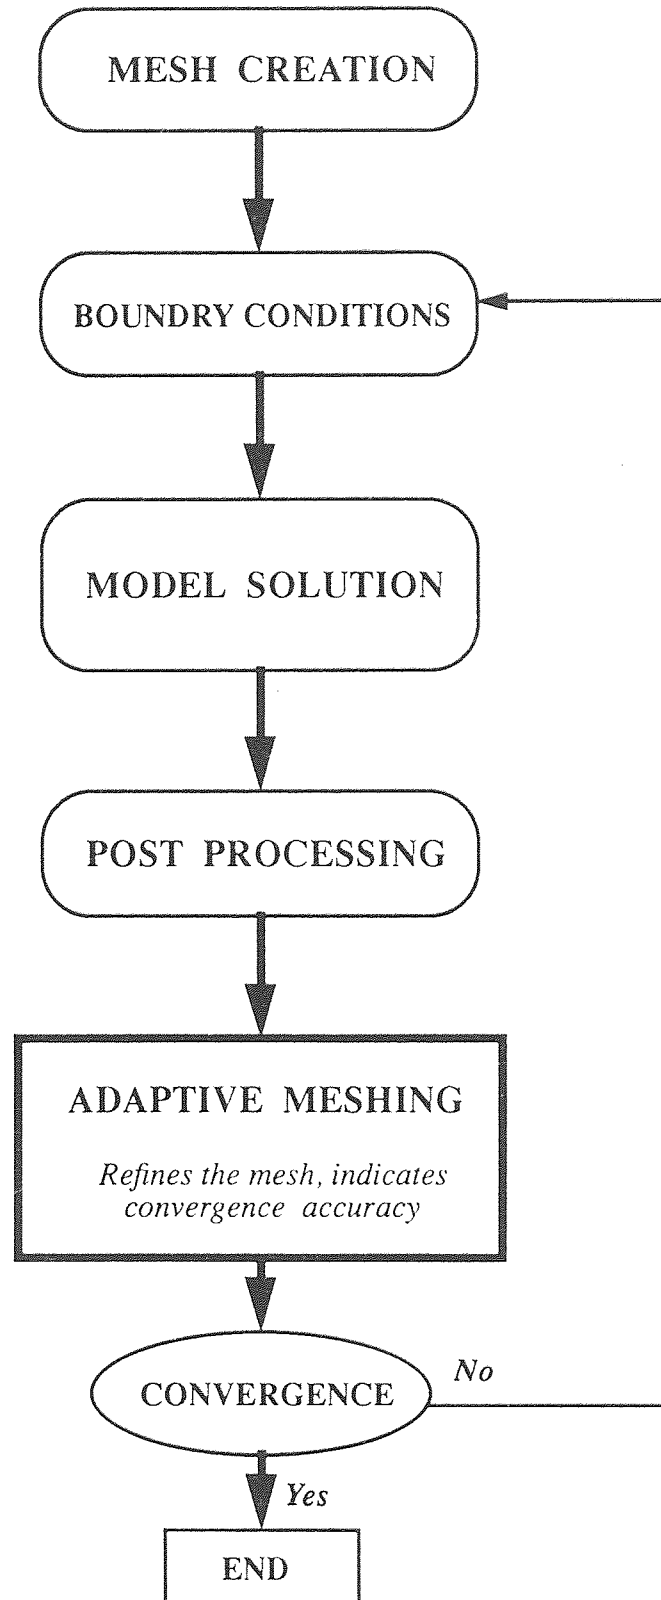 MESH CREATION
BOUNDRY CONDITIONS
MODEL SOLUTION
POST PROCESSING
ADAPTIVE MESHING
Refines the mesh, indicates
convergence accuracy
CONVERGENCE
No
Yes
END